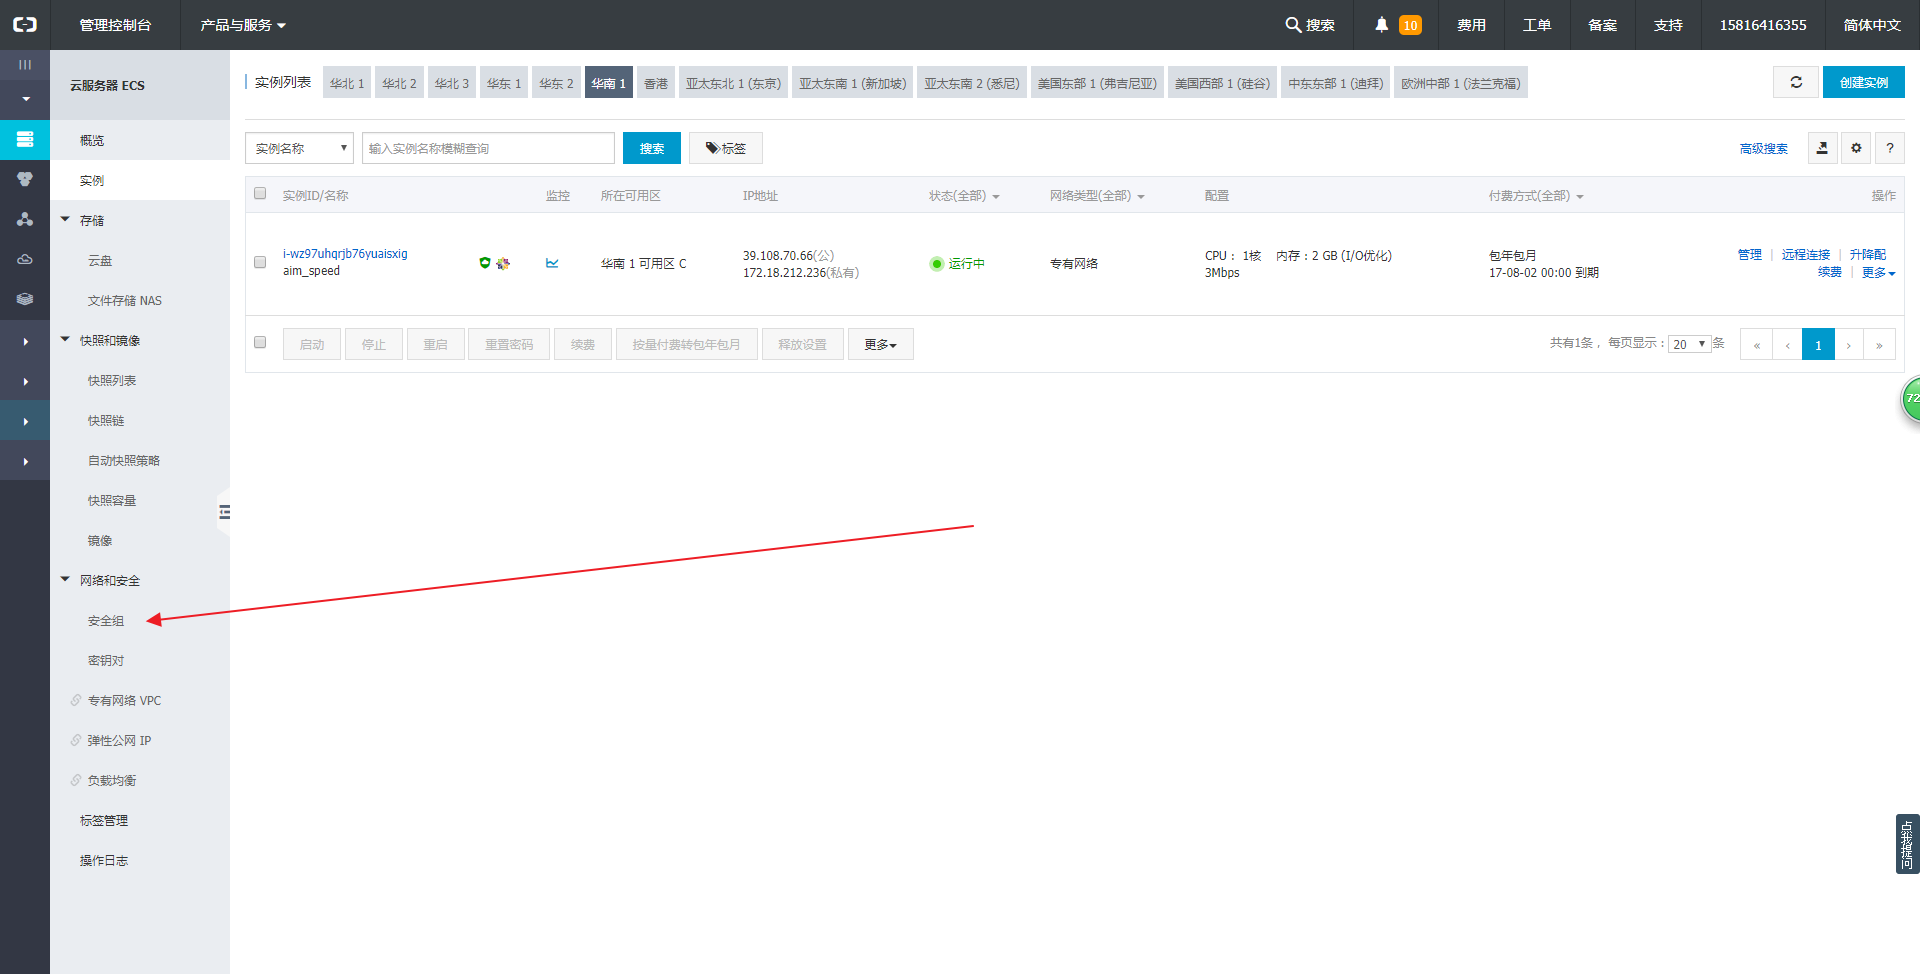 管理控制台
产品与服务
搜索
10
费用
工单
备案
支持
15816416355
简体中文
云服务器 ECS
概览
实例
存储
云盘
文件存储 NAS
快照和镜像
快照列表
快照链
自动快照策略
快照容量
镜像
网络和安全
安全组
密钥对
专有网络 VPC
弹性公网 IP
负载均衡
标签管理
操作日志
实例列表
华北 1
华北 2
华北 3
华东 1
华东 2
华南 1
香港
亚太东北 1 (东京)
亚太东南 1 (新加坡)
亚太东南 2 (悉尼)
美国东部 1 (弗吉尼亚)
美国西部 1 (硅谷)
中东东部 1 (迪拜)
欧洲中部 1 (法兰克福)
创建实例
实例名称
输入实例名称模糊查询
搜索
标签
高级搜索
?
实例ID/名称
监控
所在可用区
IP地址
状态(全部)
网络类型(全部)
配置
付费方式(全部)
操作
i-wz97uhqrjb76yuaisxig
aim_speed
华南 1 可用区 C
39.108.70.66(公)
172.18.212.236(私有)
运行中
专有网络
CPU： 1核 内存：2 GB (I/O优化)
3Mbps
包年包月
17-08-02 00:00 到期
管理 | 远程连接 | 升降配
续费 | 更多
启动
停止
重启
重置密码
续费
按量付费转包年包月
释放设置
更多
共有1条， 每页显示：20 条
« ‹ 1 › »
72
点我提问